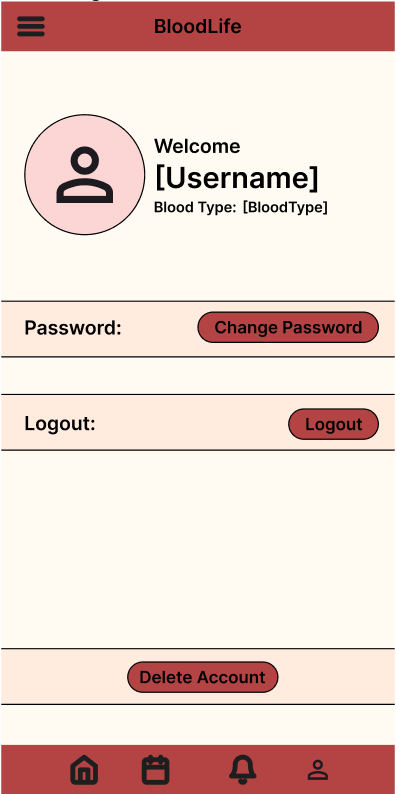 BloodLife
Welcome
[Username]
Blood Type: [BloodType]
Password:
Change Password
Logout:
Logout
Delete Account